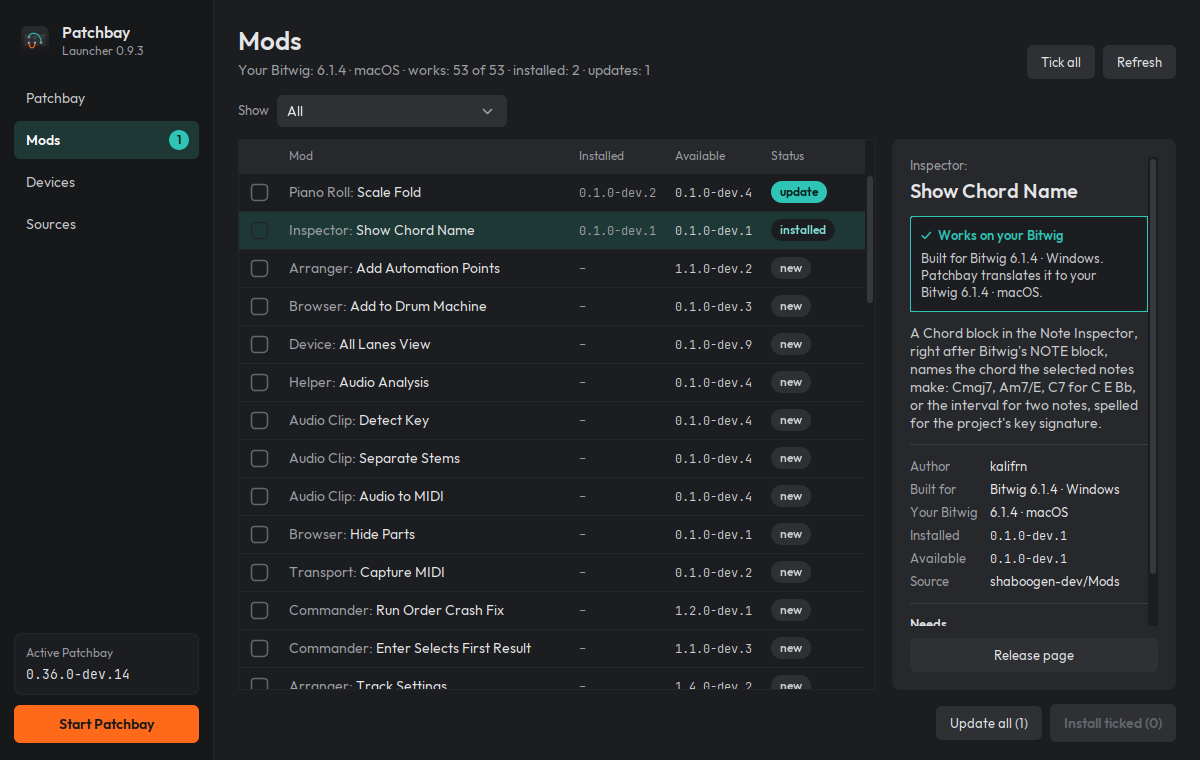 Patchbay
Launcher 0.9.3
Patchbay
Mods 1
Devices
Sources
Active Patchbay
0.36.0-dev.14
Start Patchbay
Mods
Your Bitwig: 6.1.4 · macOS · works: 53 of 53 · installed: 2 · updates: 1
Tick all Refresh
Show All
Mod Installed Available Status
Piano Roll: Scale Fold 0.1.0-dev.2 0.1.0-dev.4 update
Inspector: Show Chord Name 0.1.0-dev.1 0.1.0-dev.1 installed
Arranger: Add Automation Points – 1.1.0-dev.2 new
Browser: Add to Drum Machine – 0.1.0-dev.3 new
Device: All Lanes View – 0.1.0-dev.9 new
Helper: Audio Analysis – 0.1.0-dev.4 new
Audio Clip: Detect Key – 0.1.0-dev.4 new
Audio Clip: Separate Stems – 0.1.0-dev.4 new
Audio Clip: Audio to MIDI – 0.1.0-dev.4 new
Browser: Hide Parts – 0.1.0-dev.1 new
Transport: Capture MIDI – 0.1.0-dev.2 new
Commander: Run Order Crash Fix – 1.2.0-dev.1 new
Commander: Enter Selects First Result – 1.1.0-dev.3 new
Arranger: Track Settings – 1.4.0-dev.2 new
Inspector:
Show Chord Name
✓ Works on your Bitwig
Built for Bitwig 6.1.4 · Windows.
Patchbay translates it to your
Bitwig 6.1.4 · macOS.
A Chord block in the Note Inspector,
right after Bitwig's NOTE block,
names the chord the selected notes
make: Cmaj7, Am7/E, C7 for C E Bb,
or the interval for two notes, spelled
for the project's key signature.
Author kalifrn
Built for Bitwig 6.1.4 · Windows
Your Bitwig 6.1.4 · macOS
Installed 0.1.0-dev.1
Available 0.1.0-dev.1
Source shaboogen-dev/Mods
Needs
Release page
Update all (1) Install ticked (0)